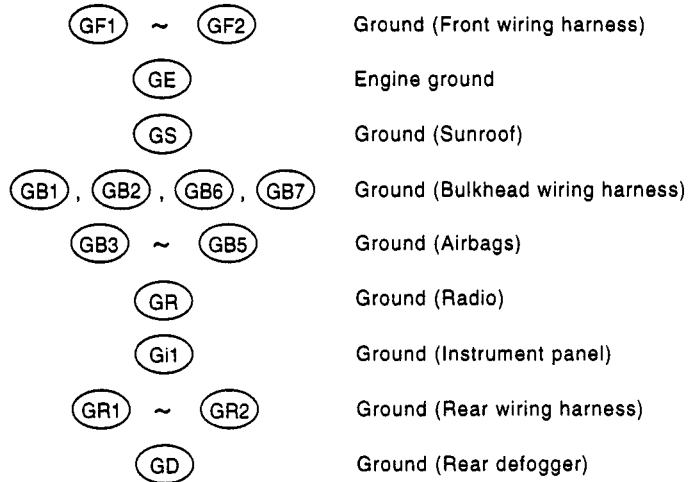 GF1 ~ GF2 Ground (Front wiring harness)
GE Engine ground
GS Ground (Sunroof)
GB1 , GB2 , GB6 , GB7 Ground (Bulkhead wiring harness)
GB3 ~ GB5 Ground (Airbags)
GR Ground (Radio)
Gi1 Ground (Instrument panel)
GR1 ~ GR2 Ground (Rear wiring harness)
GD Ground (Rear defogger)